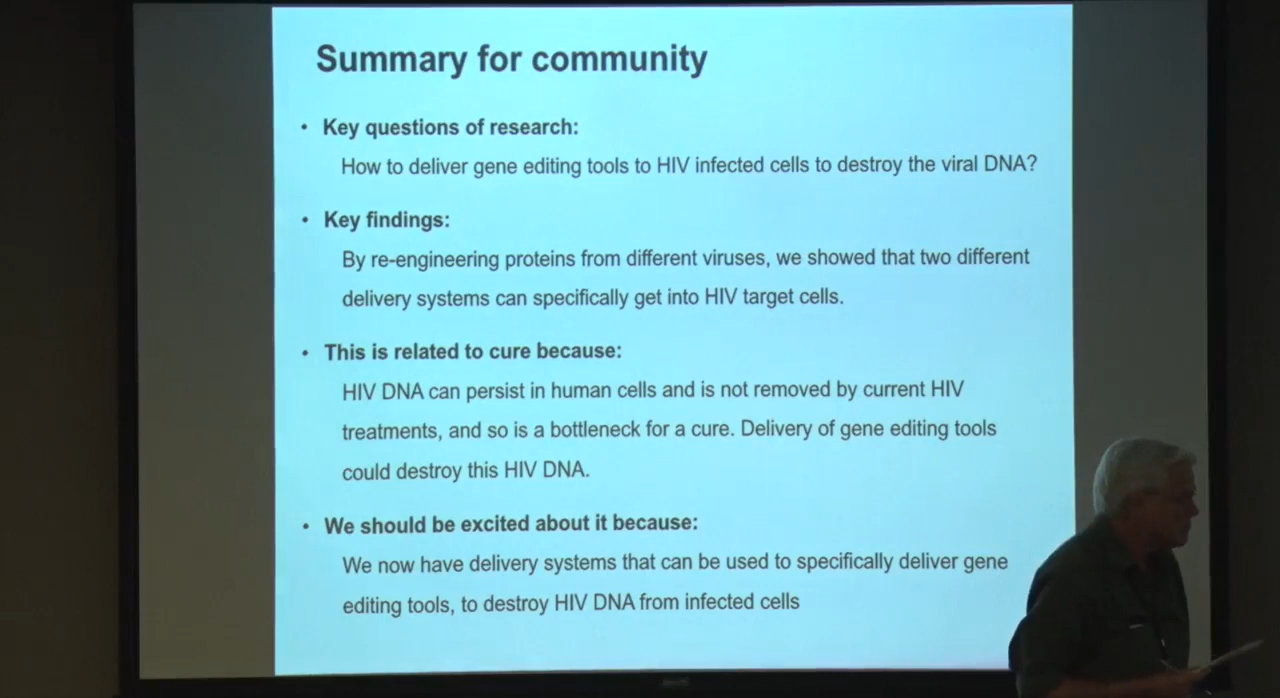 Summary for community
• Key questions of research:
How to deliver gene editing tools to HIV infected cells to destroy the viral DNA?
• Key findings:
By re-engineering proteins from different viruses, we showed that two different
delivery systems can specifically get into HIV target cells.
• This is related to cure because:
HIV DNA can persist in human cells and is not removed by current HIV
treatments, and so is a bottleneck for a cure. Delivery of gene editing tools
could destroy this HIV DNA.
• We should be excited about it because:
We now have delivery systems that can be used to specifically deliver gene
editing tools, to destroy HIV DNA from infected cells